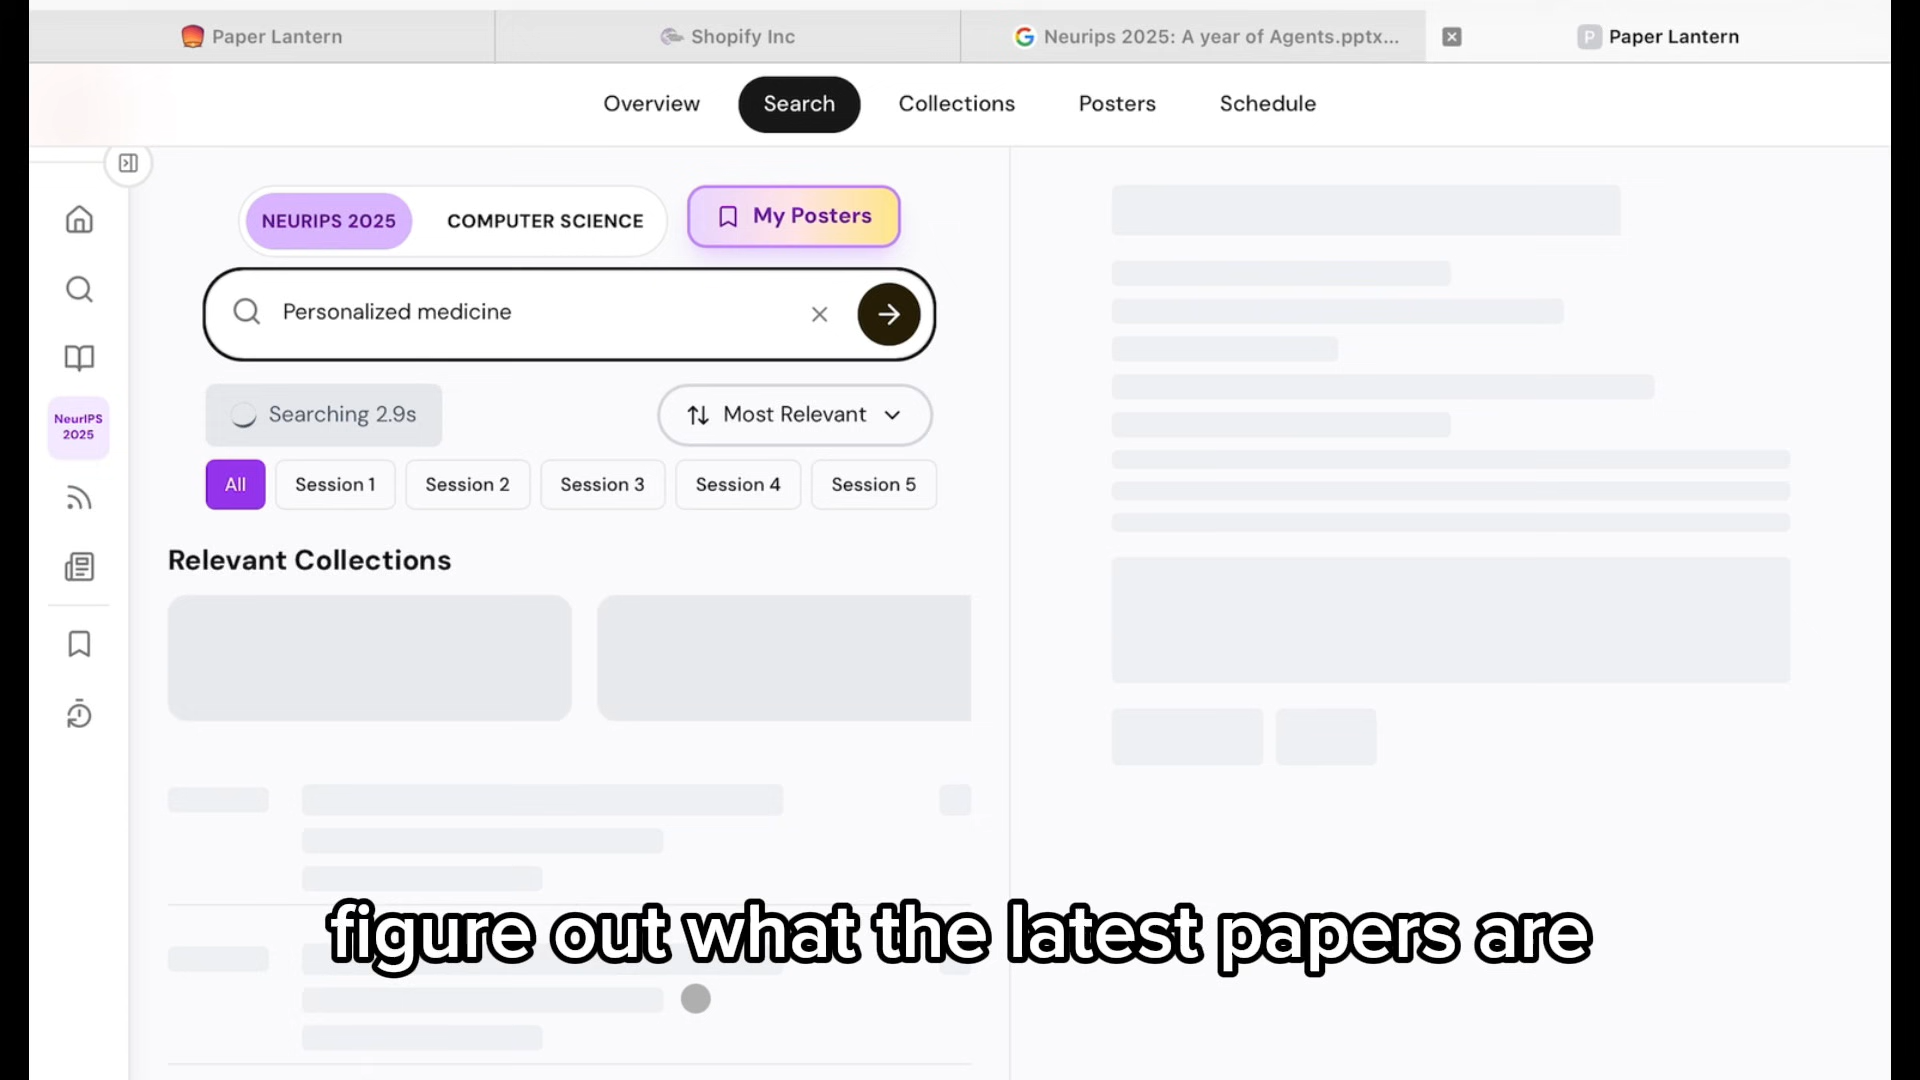 Paper Lantern
Shopify Inc
Neurips 2025: A year of Agents.pptx...
P Paper Lantern
Overview
Search
Collections
Posters
Schedule
NEURIPS 2025
COMPUTER SCIENCE
My Posters
Personalized medicine
Searching 2.9s
Most Relevant
NeurIPS
2025
All
Session 1
Session 2
Session 3
Session 4
Session 5
Relevant Collections
figure out what the latest papers are